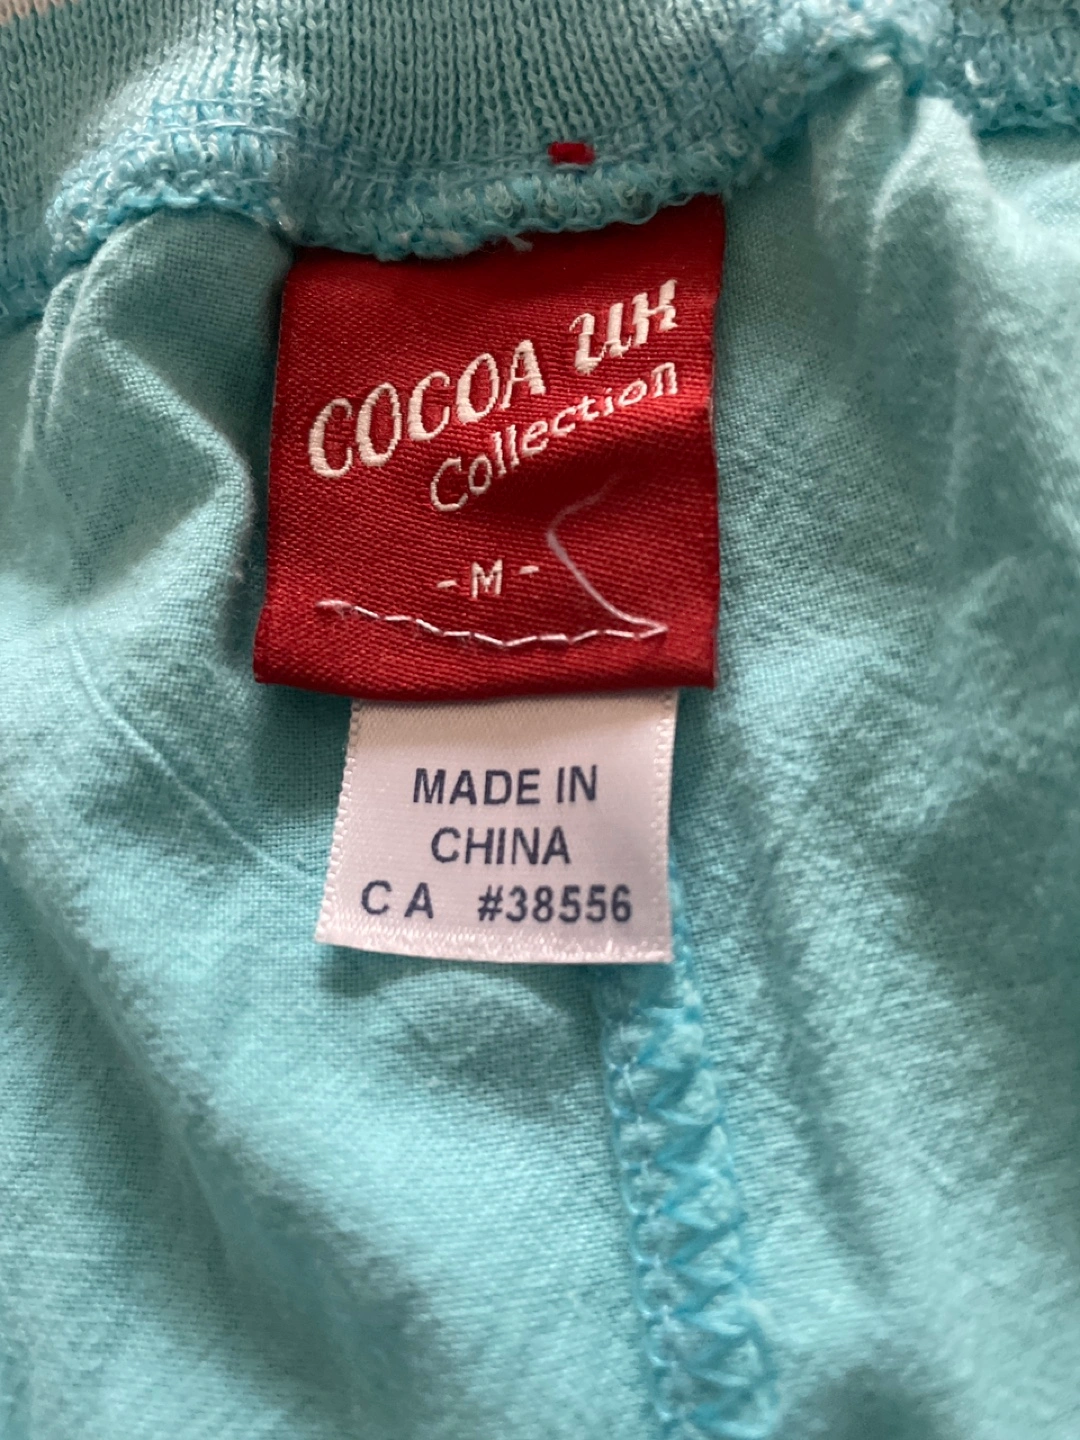 COCOA UK
Collection
- M -
MADE IN
CHINA
CA #38556